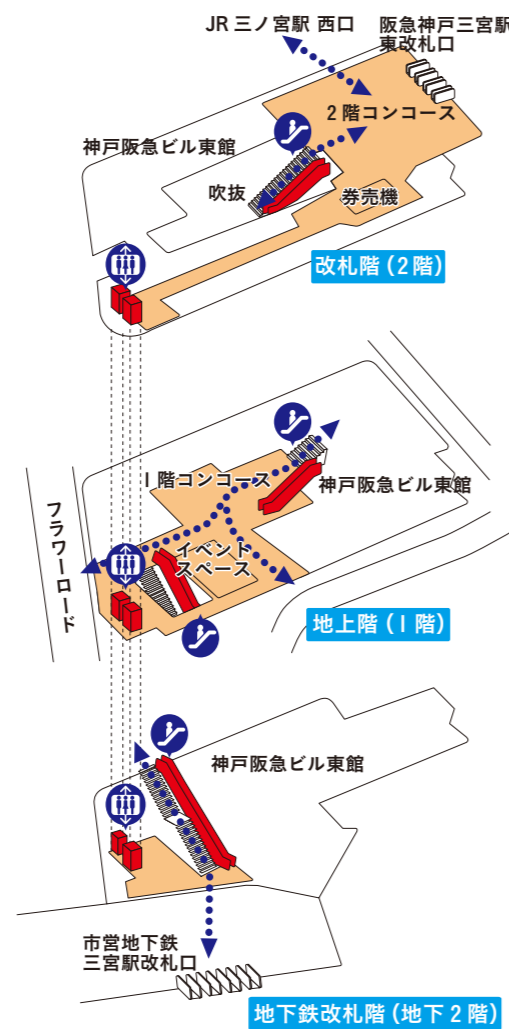 JR 三ノ宮駅 西口
阪急神戸三宮駅
東改札口
2階コンコース
神戸阪急ビル東館
吹抜
券売機
改札階(2階)
1階コンコース
神戸阪急ビル東館
フラワーロード
イベント
スペース
地上階(1階)
神戸阪急ビル東館
市営地下鉄
三宮駅改札口
地下鉄改札階(地下2階)